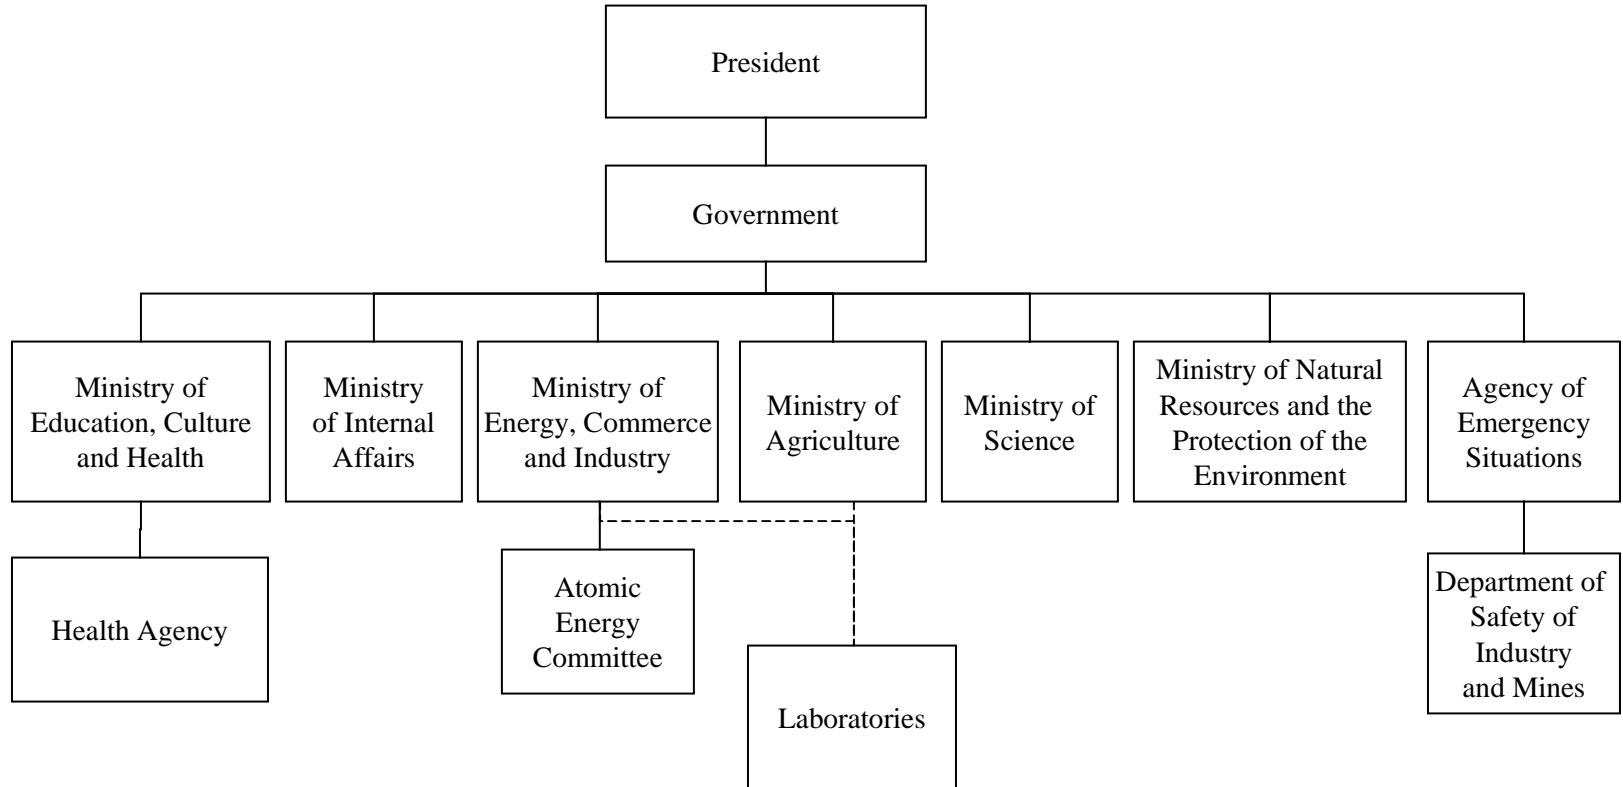 President
Government
Ministry of
Education, Culture
and Health
Ministry
of Internal
Affairs
Ministry of
Energy, Commerce
and Industry
Ministry of
Agriculture
Ministry of
Science
Ministry of Natural
Resources and the
Protection of the
Environment
Agency of
Emergency
Situations
Health Agency
Atomic
Energy
Committee
Laboratories
Department of
Safety of
Industry
and Mines